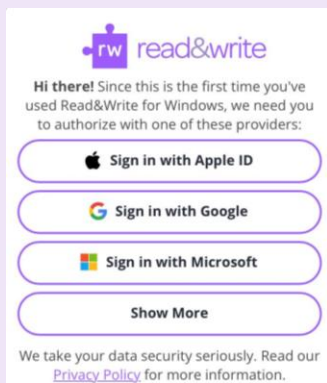 rw read&write
Hi there! Since this is the first time you've
used Read&Write for Windows, we need you
to authorize with one of these providers:
Sign in with Apple ID
Sign in with Google
Sign in with Microsoft
Show More
We take your data security seriously. Read our
Privacy Policy for more information.